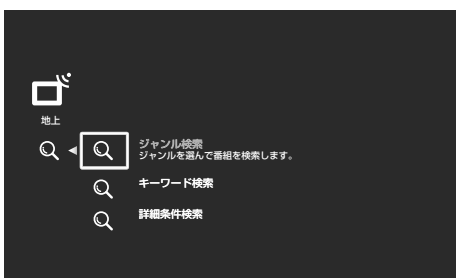 地上
ジャンル検索
ジャンルを選んで番組を検索します。
キーワード検索
詳細条件検索